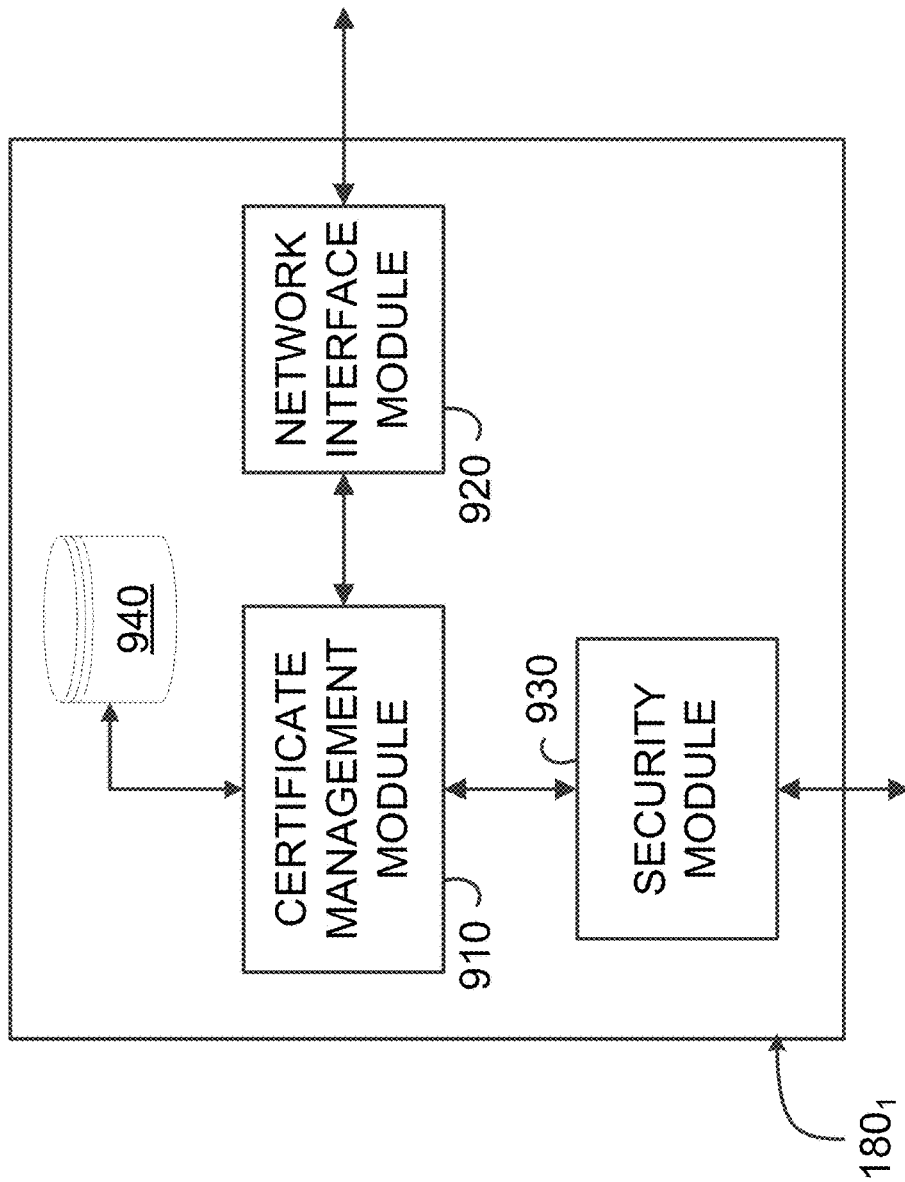 940
CERTIFICATE
MANAGEMENT
MODULE
910
NETWORK
INTERFACE
MODULE
920
930
SECURITY
MODULE
180₁